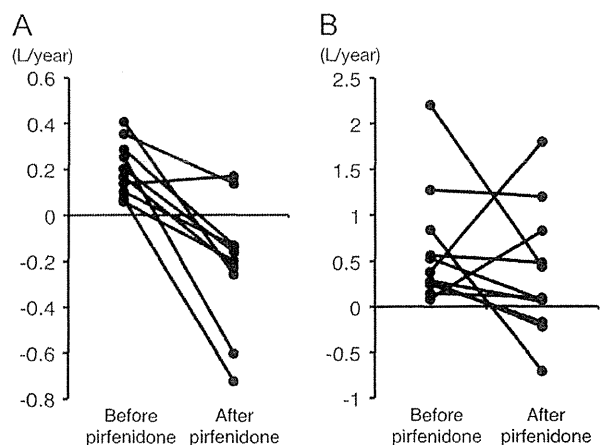 A
(L/year)
0.6
0.4
0.2
0
-0.2
-0.4
-0.6
-0.8
Before
pirfenidone
After
pirfenidone
B
(L/year)
2.5
2
1.5
1
0.5
0
-0.5
-1
Before
pirfenidone
After
pirfenidone